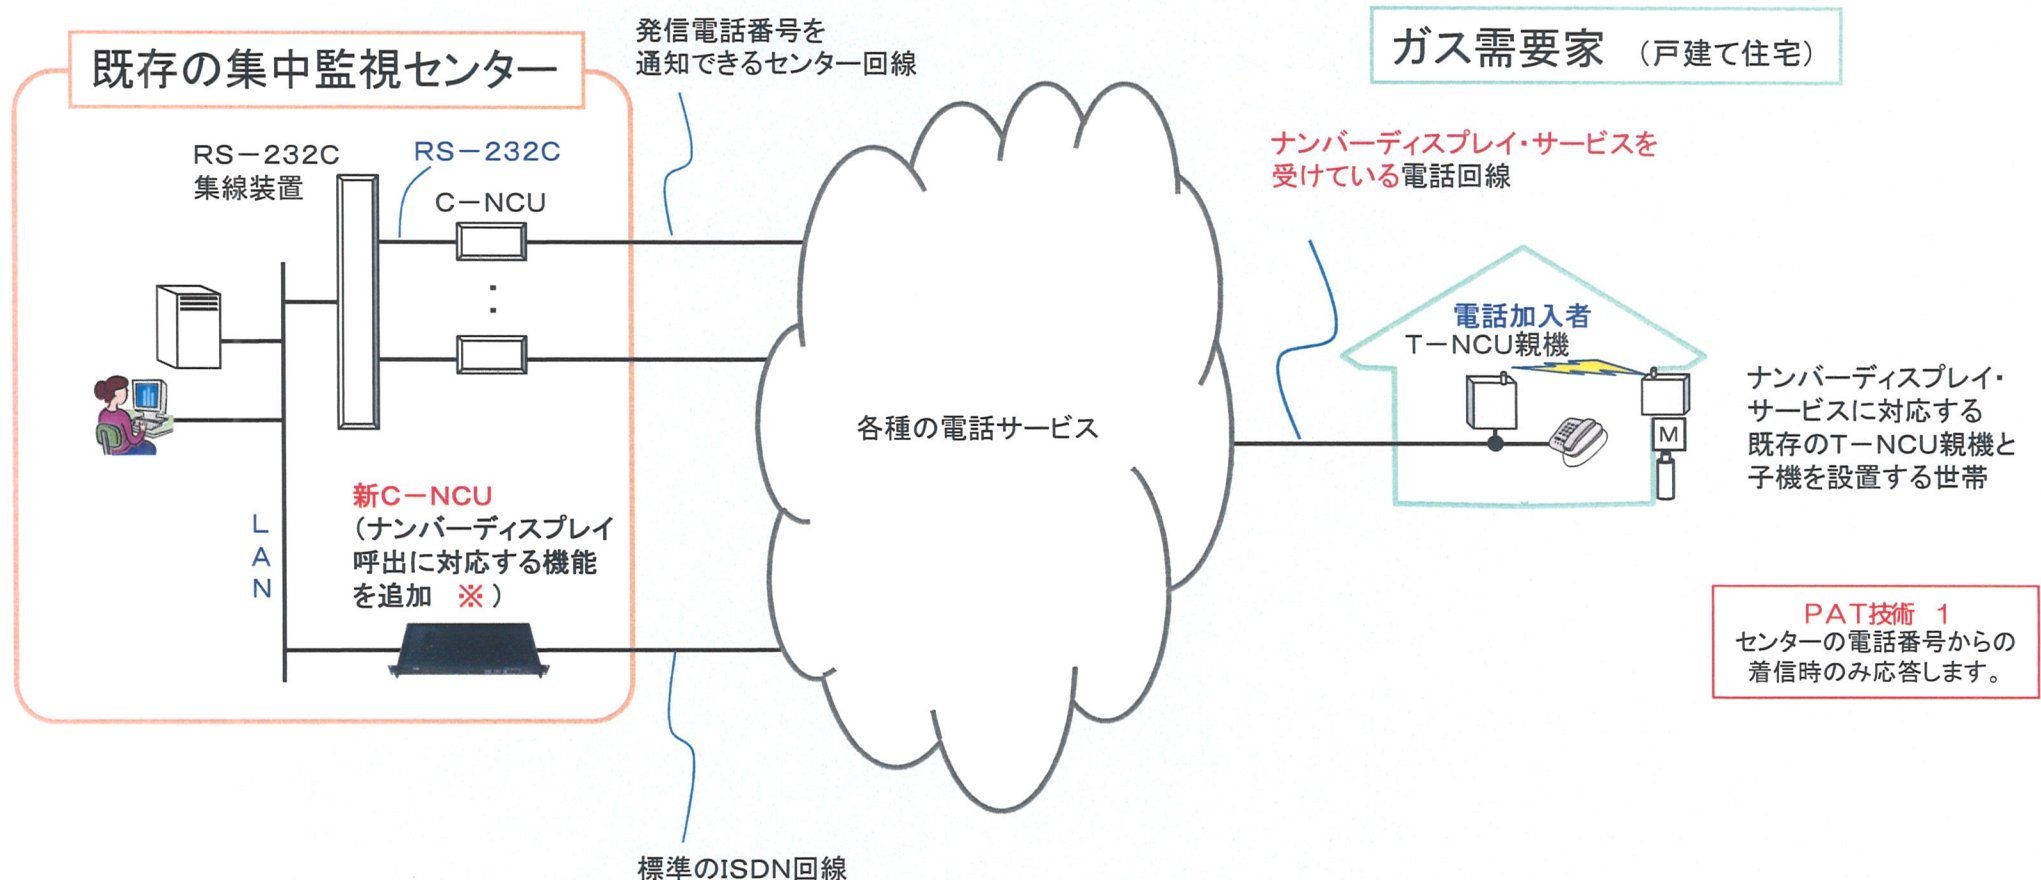 既存の集中監視センター
発信電話番号を
通知できるセンター回線
ガス需要家 （戸建て住宅）
RS－232C
集線装置
RS－232C
C－NCU
ナンバーディスプレイ・サービスを
受けている電話回線
電話加入者
T－NCU親機
M
ナンバーディスプレイ・
サービスに対応する
既存のT－NCU親機と
子機を設置する世帯
各種の電話サービス
L
A
N
新C－NCU
（ナンバーディスプレイ
呼出に対応する機能
を追加 ※ ）
PAT技術 1
センターの電話番号からの
着信時のみ応答します。
標準のISDN回線